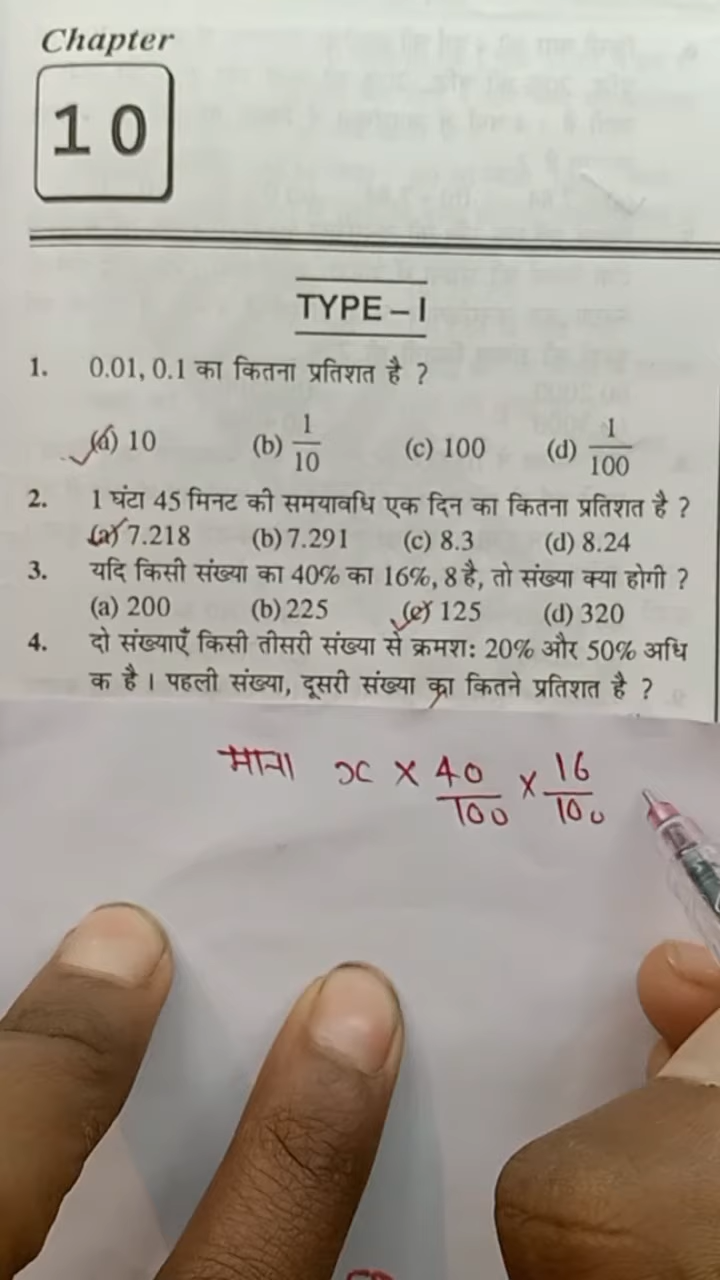 Chapter
10
TYPE – I
1. 0.01, 0.1 का कितना प्रतिशत है ?
(a) 10 (b) 1/10 (c) 100 (d) 1/100
2. 1 घंटा 45 मिनट की समयावधि एक दिन का कितना प्रतिशत है ?
(a) 7.218 (b) 7.291 (c) 8.3 (d) 8.24
3. यदि किसी संख्या का 40% का 16%, 8 है, तो संख्या क्या होगी ?
(a) 200 (b) 225 (c) 125 (d) 320
4. दो संख्याएँ किसी तीसरी संख्या से क्रमशः 20% और 50% अधि
क है । पहली संख्या, दूसरी संख्या का कितने प्रतिशत है ?
माना x × 40/100 × 16/100